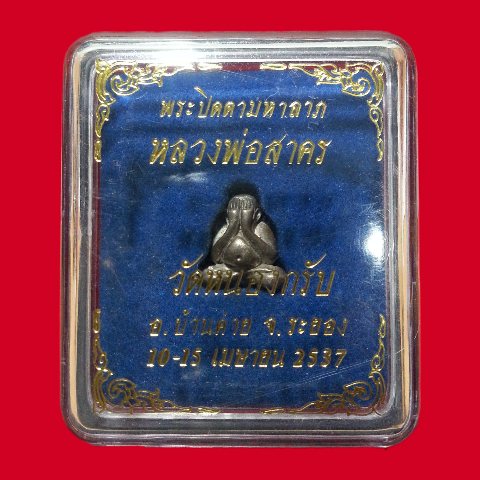 พระปิดตามหาลาภ
หลวงพ่อสาคร
วัดหนองกรับ
อ.บ้านค่าย จ.ระยอง
10-15 เมษายน 2537